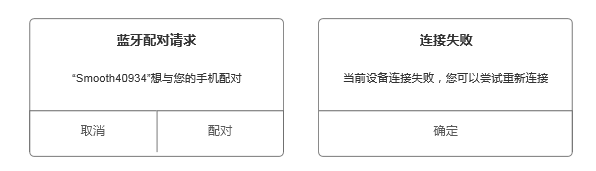 蓝牙配对请求
“Smooth40934”想与您的手机配对
取消
配对
连接失败
当前设备连接失败，您可以尝试重新连接
确定